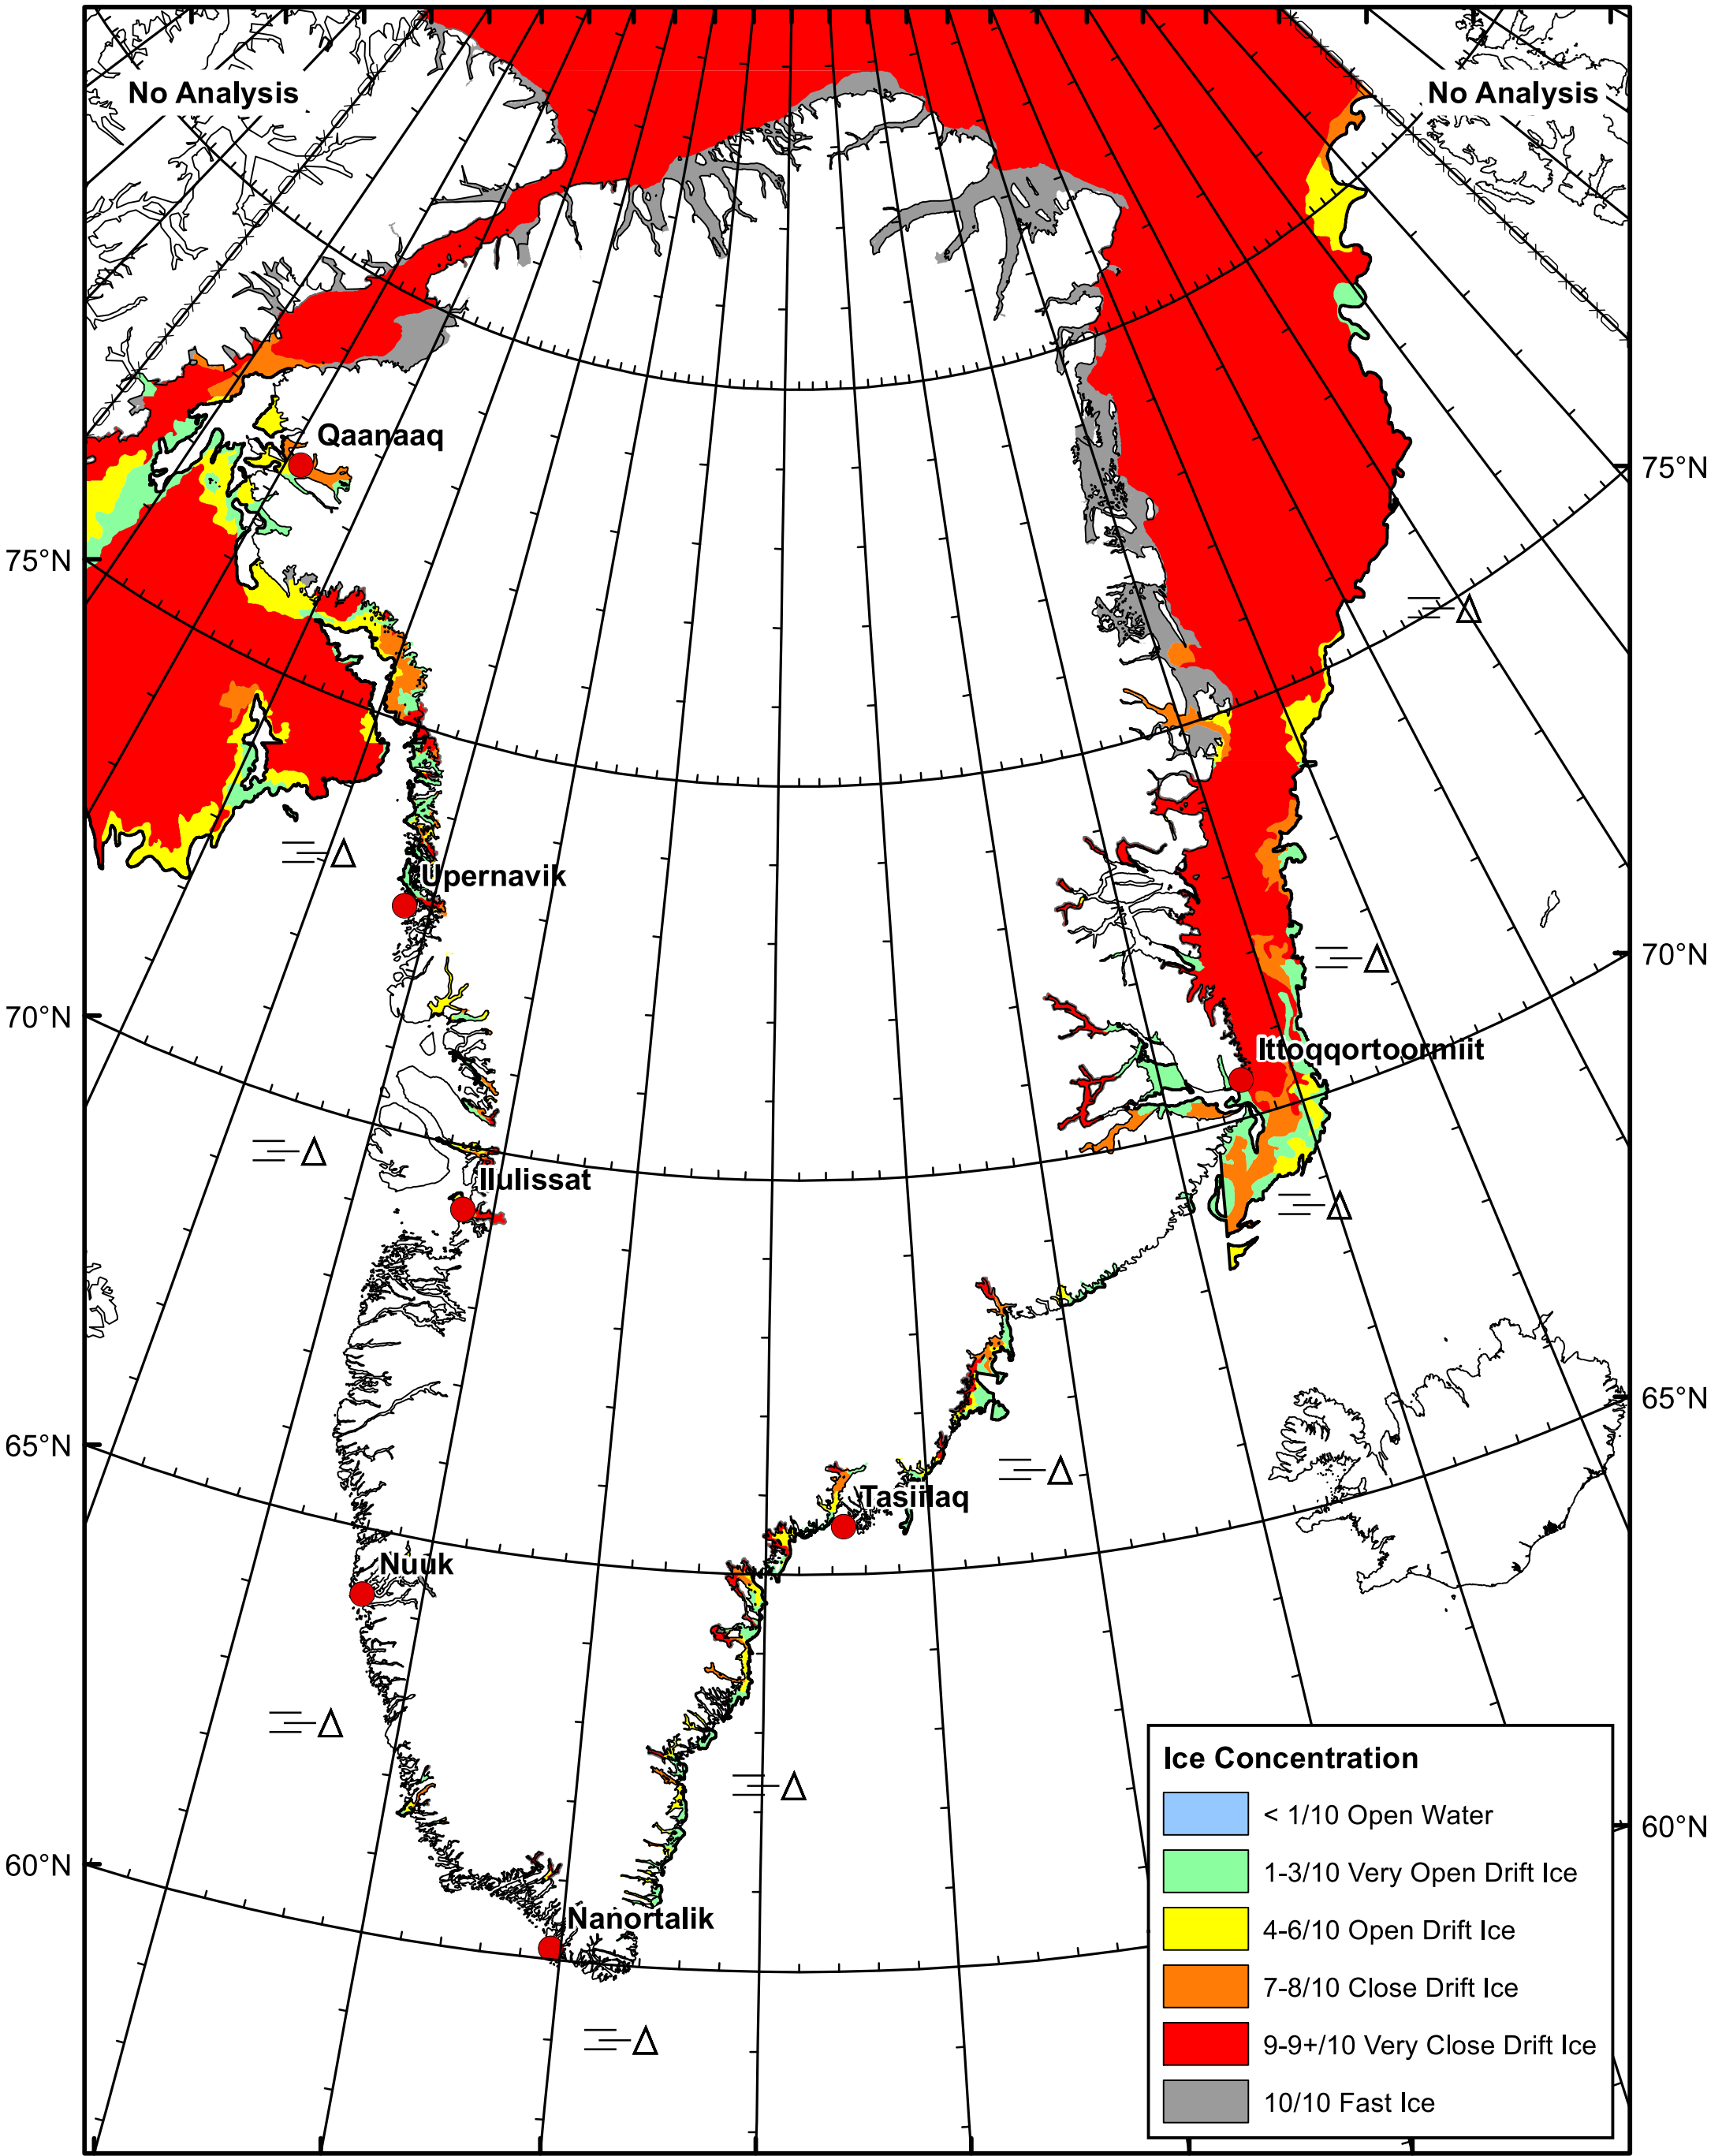 No Analysis
No Analysis
Qaanaaq
75°N
75°N
Upernavik
70°N
70°N
Ittoqqortoormiit
Ilulissat
65°N
65°N
Tasiilaq
Nuuk
60°N
60°N
Nanortalik
Ice Concentration
< 1/10 Open Water
1-3/10 Very Open Drift Ice
4-6/10 Open Drift Ice
7-8/10 Close Drift Ice
9-9+/10 Very Close Drift Ice
10/10 Fast Ice